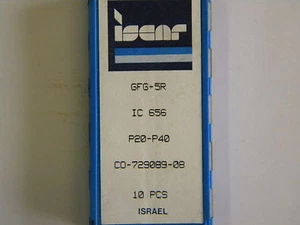 iscar
GFG-5R
IC 656
P20-P40
CO-729089-08
10 PCS
ISRAEL